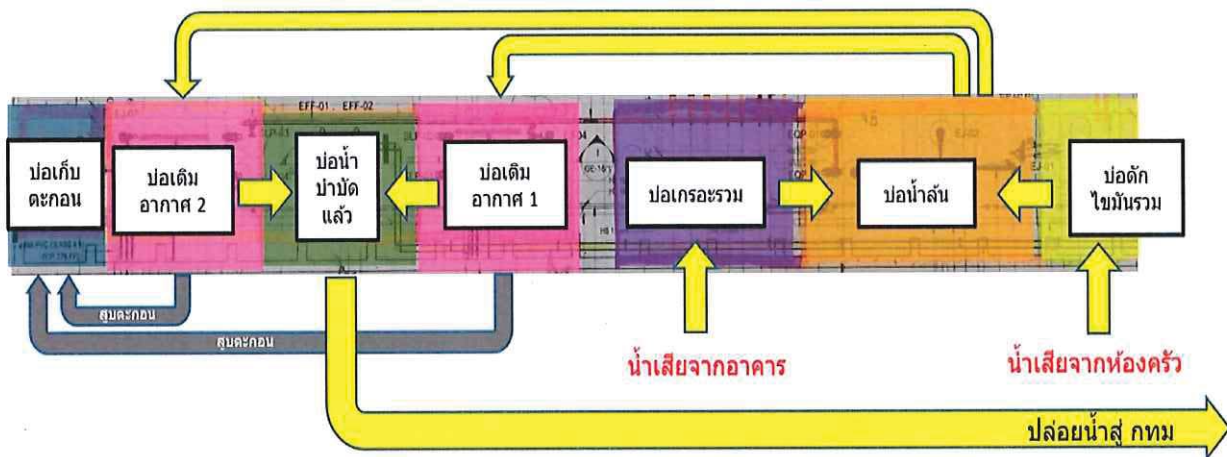 EFF-01 . EFF-02
บ่อเก็บ
ตะกอน
บ่อเติม
อากาศ 2
บ่อน้ำ
บำบัด
แล้ว
บ่อเติม
อากาศ 1
บ่อเกรอะรวม
บ่อน้ำล้น
บ่อดัก
ไขมันรวม
สูบตะกอน
สูบตะกอน
น้ำเสียจากอาคาร
น้ำเสียจากห้องครัว
ปล่อยน้ำสู่ กทม